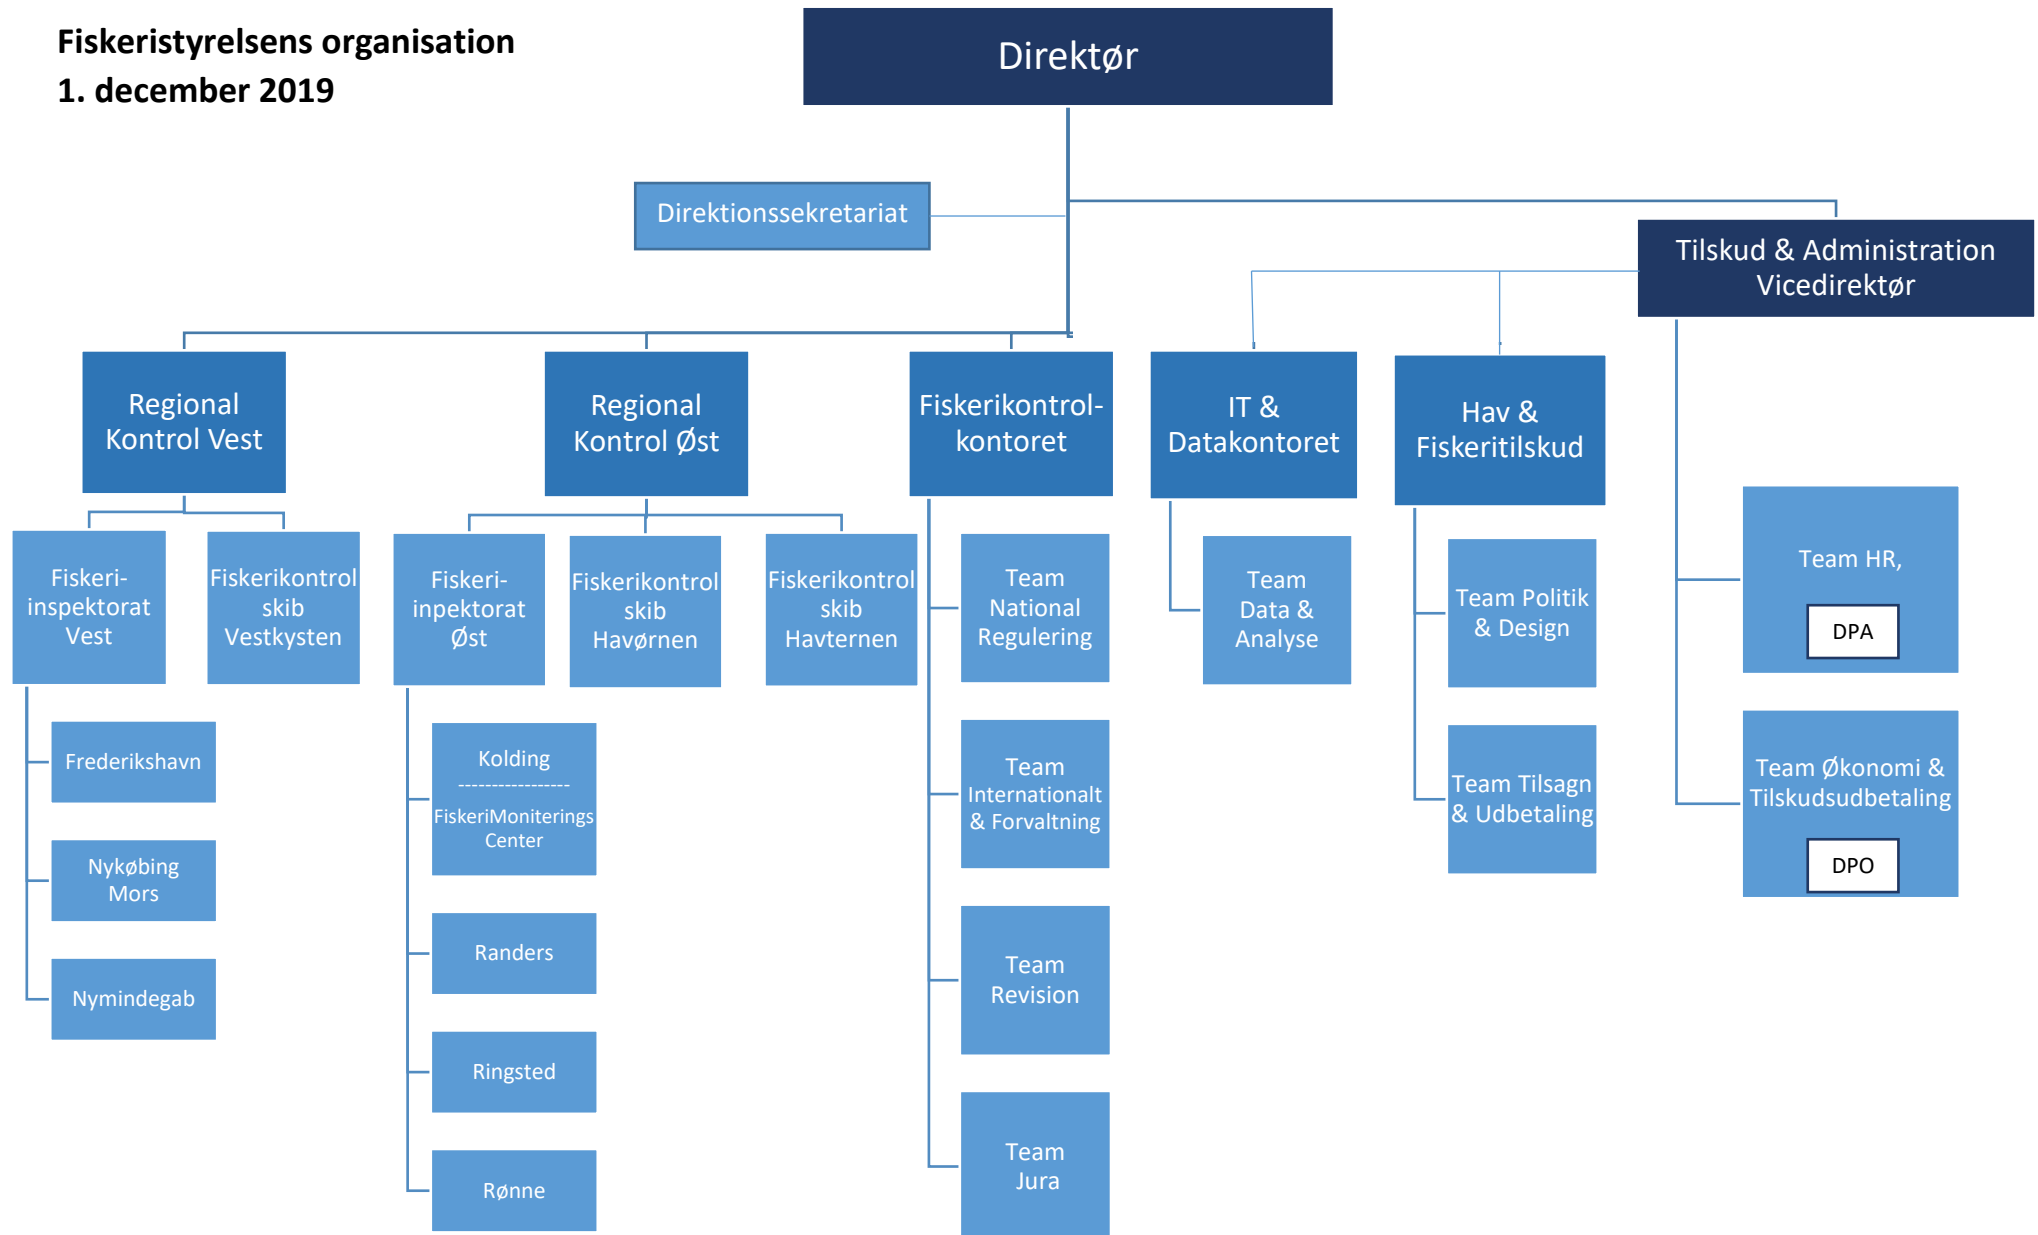 Fiskeristyrelsens organisation
1. december 2019
Direktør
Direktionssekretariat
Tilskud & Administration
Vicedirektør
Regional
Kontrol Vest
Regional
Kontrol Øst
Fiskerikontrol-
kontoret
IT &
Datakontoret
Hav &
Fiskeritilskud
Fiskeri-
inspektorat
Vest
Fiskerikontrol
skib
Vestkysten
Fiskeri-
inpektorat
Øst
Fiskerikontrol
skib
Havørnen
Fiskerikontrol
skib
Havternen
Team
National
Regulering
Team
Data &
Analyse
Team Politik
& Design
Team HR,
DPA
Frederikshavn
Nykøbing
Mors
Nymindegab
Kolding
-----------------
FiskeriMoniterings
Center
Randers
Ringsted
Rønne
Team
Internationalt
& Forvaltning
Team
Revision
Team
Jura
Team Tilsagn
& Udbetaling
Team Økonomi &
Tilskudsudbetaling
DPO